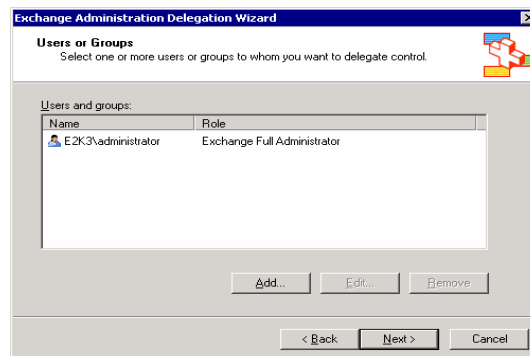 Exchange Administration Delegation Wizard
Users or Groups
Select one or more users or groups to whom you want to delegate control.
Users and groups:
Name Role
E2K3\administrator Exchange Full Administrator
Add... Edit... Remove
< Back Next > Cancel